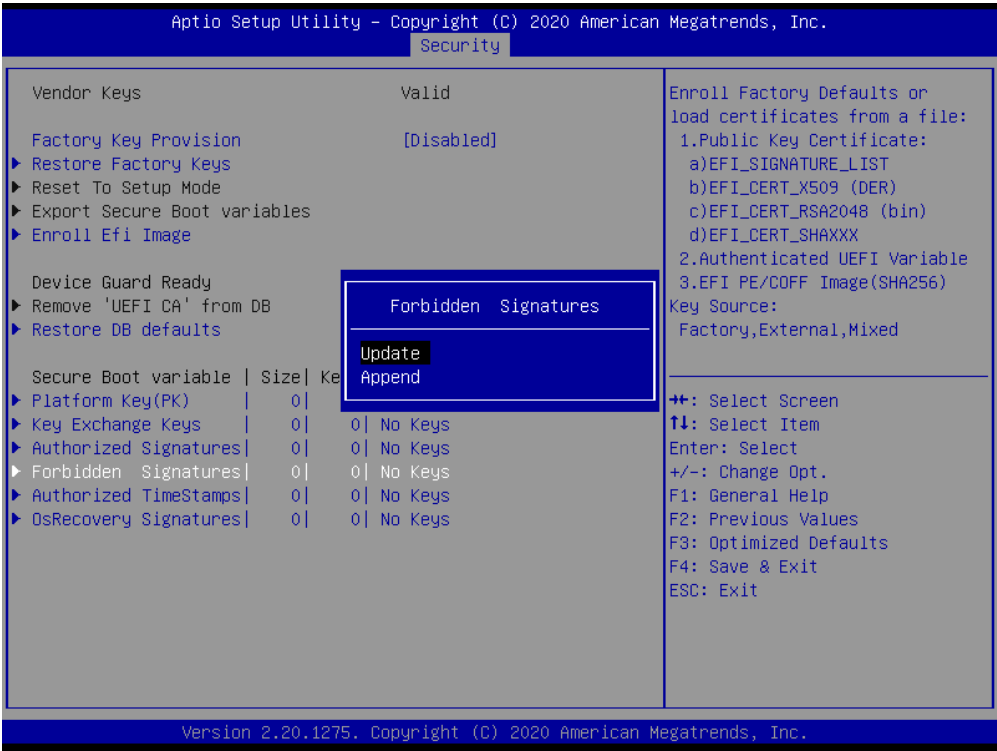 Aptio Setup Utility – Copyright (C) 2020 American Megatrends, Inc.
Security
Vendor Keys Valid
Factory Key Provision [Disabled]
Restore Factory Keys
Reset To Setup Mode
Export Secure Boot variables
Enroll Efi Image
Device Guard Ready
Remove 'UEFI CA' from DB
Restore DB defaults
Secure Boot variable | Size| Ke
Platform Key(PK) | 0|
Key Exchange Keys | 0| 0| No Keys
Authorized Signatures| 0| 0| No Keys
Forbidden Signatures| 0| 0| No Keys
Authorized TimeStamps| 0| 0| No Keys
OsRecovery Signatures| 0| 0| No Keys
Forbidden Signatures
Update
Append
Enroll Factory Defaults or
load certificates from a file:
1.Public Key Certificate:
a)EFI_SIGNATURE_LIST
b)EFI_CERT_X509 (DER)
c)EFI_CERT_RSA2048 (bin)
d)EFI_CERT_SHAXXX
2.Authenticated UEFI Variable
3.EFI PE/COFF Image(SHA256)
Key Source:
Factory,External,Mixed
→←: Select Screen
↑↓: Select Item
Enter: Select
+/-: Change Opt.
F1: General Help
F2: Previous Values
F3: Optimized Defaults
F4: Save & Exit
ESC: Exit
Version 2.20.1275. Copyright (C) 2020 American Megatrends, Inc.